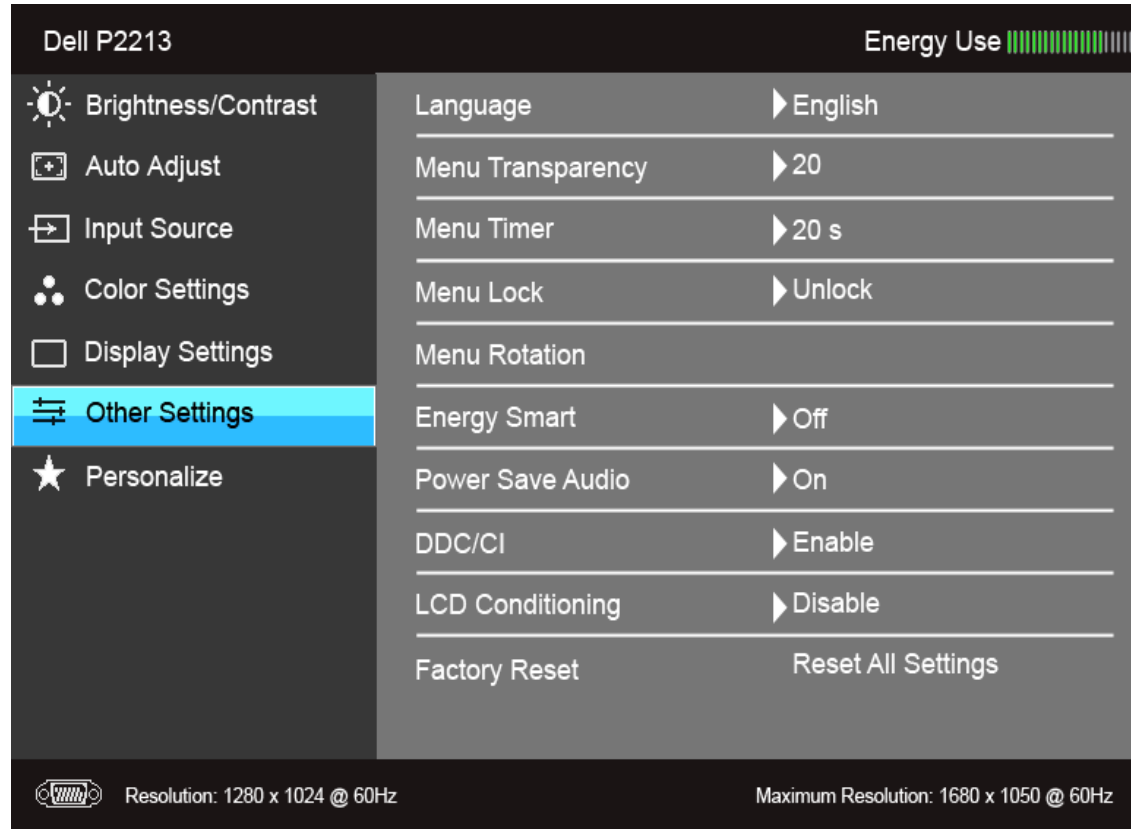 Dell P2213
Energy Use
Brightness/Contrast
Auto Adjust
Input Source
Color Settings
Display Settings
Other Settings
Personalize
Language English
Menu Transparency 20
Menu Timer 20 s
Menu Lock Unlock
Menu Rotation
Energy Smart Off
Power Save Audio On
DDC/CI Enable
LCD Conditioning Disable
Factory Reset Reset All Settings
Resolution: 1280 x 1024 @ 60Hz
Maximum Resolution: 1680 x 1050 @ 60Hz